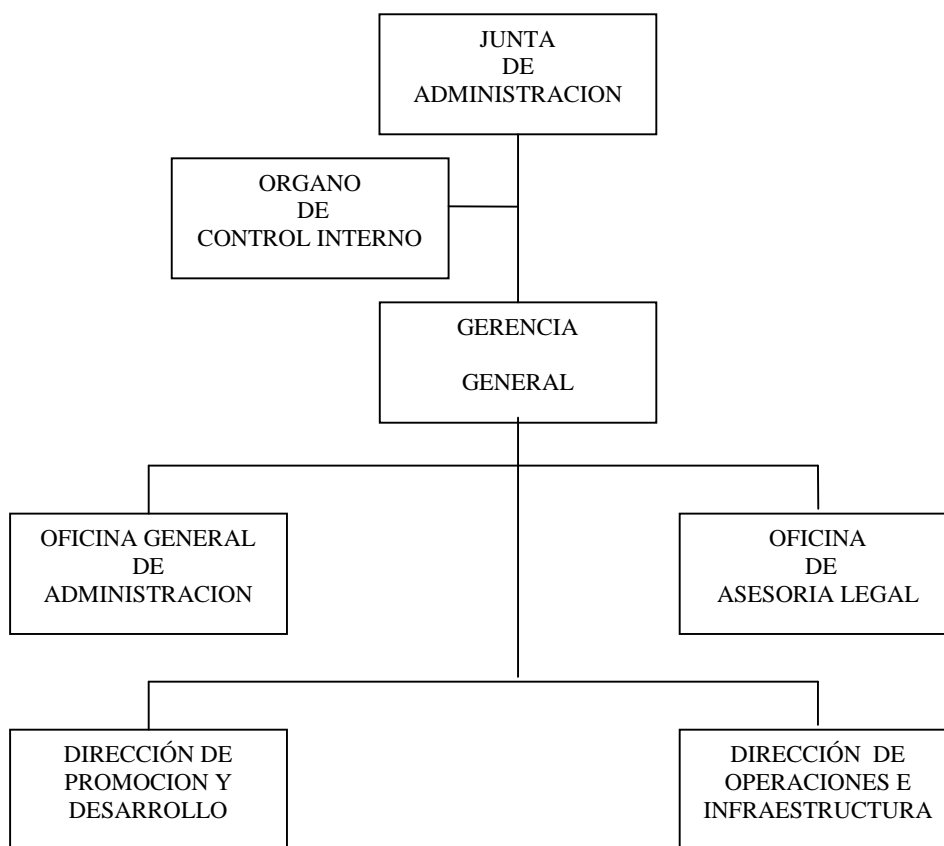 JUNTA
DE
ADMINISTRACION
ORGANO
DE
CONTROL INTERNO
GERENCIA
GENERAL
OFICINA GENERAL
DE
ADMINISTRACION
OFICINA
DE
ASESORIA LEGAL
DIRECCIÓN DE
PROMOCION Y
DESARROLLO
DIRECCIÓN DE
OPERACIONES E
INFRAESTRUCTURA